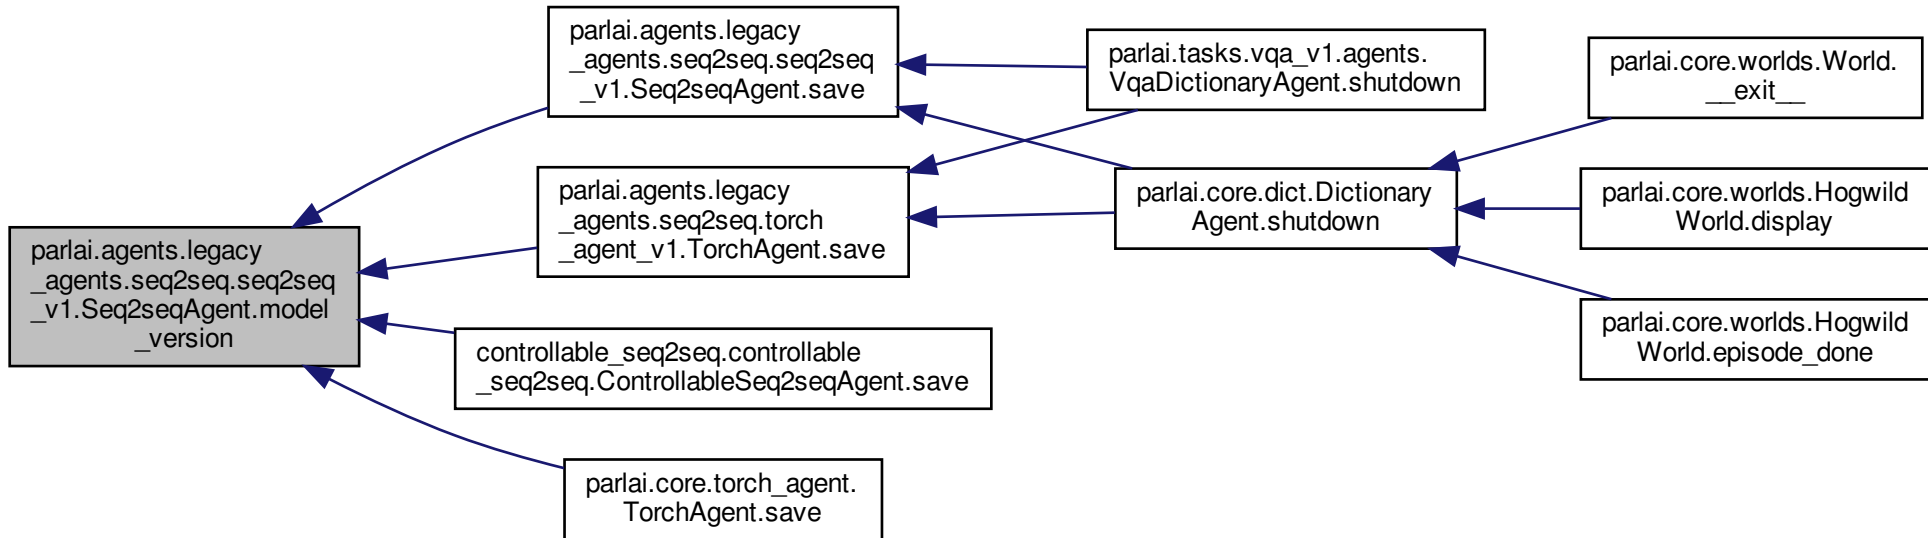 parlai.agents.legacy
_agents.seq2seq.seq2seq
_v1.Seq2seqAgent.model
_version
parlai.agents.legacy
_agents.seq2seq.seq2seq
_v1.Seq2seqAgent.save
parlai.agents.legacy
_agents.seq2seq.torch
_agent_v1.TorchAgent.save
controllable_seq2seq.controllable
_seq2seq.ControllableSeq2seqAgent.save
parlai.core.torch_agent.
TorchAgent.save
parlai.tasks.vqa_v1.agents.
VqaDictionaryAgent.shutdown
parlai.core.dict.Dictionary
Agent.shutdown
parlai.core.worlds.World.
__exit__
parlai.core.worlds.Hogwild
World.display
parlai.core.worlds.Hogwild
World.episode_done